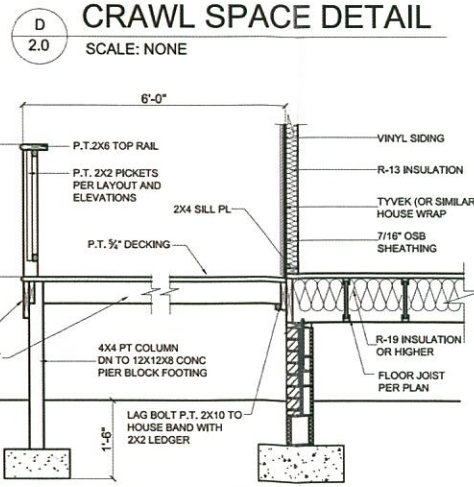 D
2.0
CRAWL SPACE DETAIL
SCALE: NONE
6'-0"
P.T.2X6 TOP RAIL
P.T. 2X2 PICKETS
PER LAYOUT AND
ELEVATIONS
2X4 SILL PL
P.T. 5/4" DECKING
VINYL SIDING
R-13 INSULATION
TYVEK (OR SIMILAR
HOUSE WRAP
7/16" OSB
SHEATHING
4X4 PT COLUMN
DN TO 12X12X8 CONC
PIER BLOCK FOOTING
R-19 INSULATION
OR HIGHER
FLOOR JOIST
PER PLAN
LAG BOLT P.T. 2X10 TO
HOUSE BAND WITH
2X2 LEDGER
1'-6"